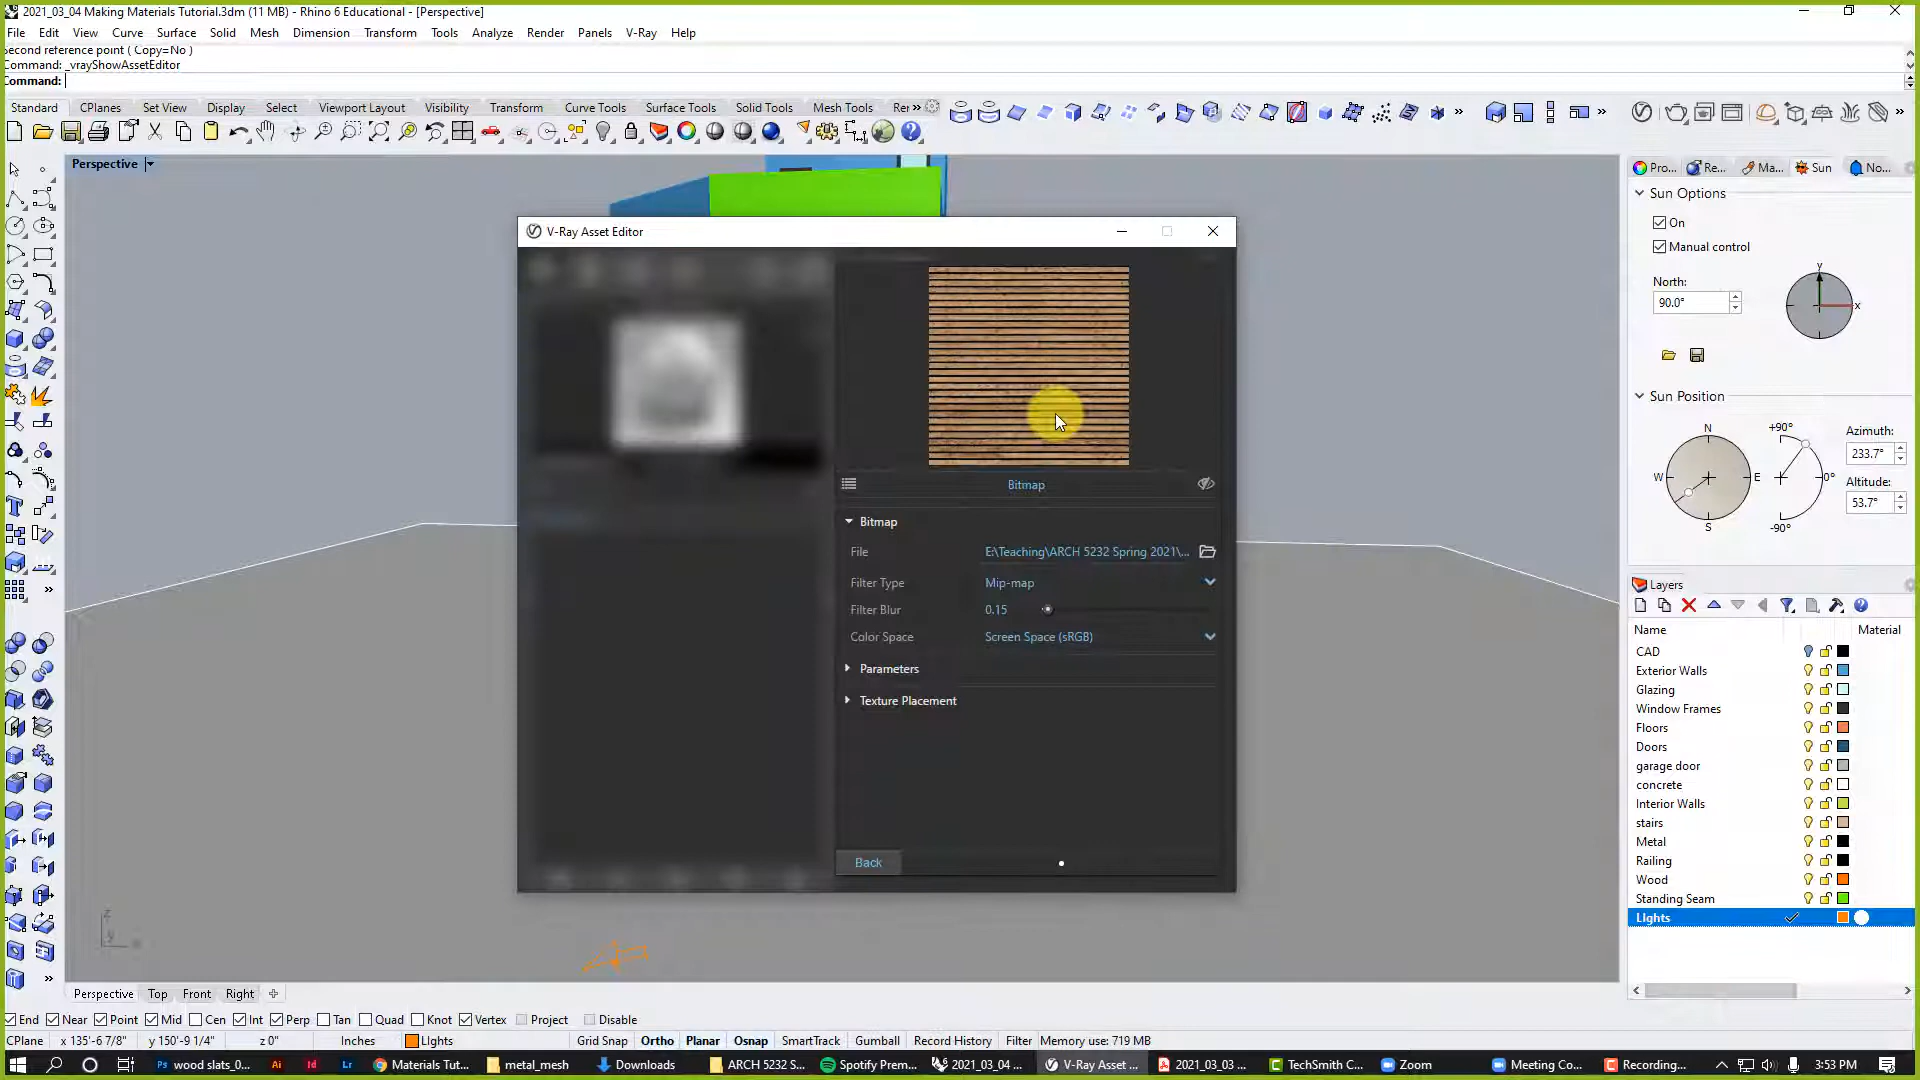 2021_03_04 Making Materials Tutorial.3dm (11 MB) - Rhino 6 Educational - [Perspective]
File Edit View Curve Surface Solid Mesh Dimension Transform Tools Analyze Render Panels V-Ray Help
Second reference point ( Copy=No )
Command: _vrayShowAssetEditor
Command:
Standard CPlanes Set View Display Select Viewport Layout Visibility Transform Curve Tools Surface Tools Solid Tools Mesh Tools Rer »
Perspective
V-Ray Asset Editor
Bitmap
Bitmap
File E:\Teaching\ARCH 5232 Spring 2021\...
Filter Type Mip-map
Filter Blur 0.15
Color Space Screen Space (sRGB)
Parameters
Texture Placement
Back
Pro... Re... Ma... Sun No...
Sun Options
On
Manual control
North:
90.0°
y
x
Sun Position
N
W E
S
+90°
0°
-90°
Azimuth:
233.7°
Altitude:
53.7°
Layers
Name Material
CAD
Exterior Walls
Glazing
Window Frames
Floors
Doors
garage door
concrete
Interior Walls
stairs
Metal
Railing
Wood
Standing Seam
LIghts
z
y
Perspective Top Front Right
End Near Point Mid Cen Int Perp Tan Quad Knot Vertex Project Disable
CPlane x 135'-6 7/8" y 150'-9 1/4" z 0" Inches LIghts Grid Snap Ortho Planar Osnap SmartTrack Gumball Record History Filter Memory use: 719 MB
Ps wood slats_0... Ai Id Lr Materials Tut... metal_mesh Downloads ARCH 5232 S... Spotify Prem... 2021_03_04 ... V-Ray Asset ... 2021_03_03 ... TechSmith C... Zoom Meeting Co... Recording... 3:53 PM